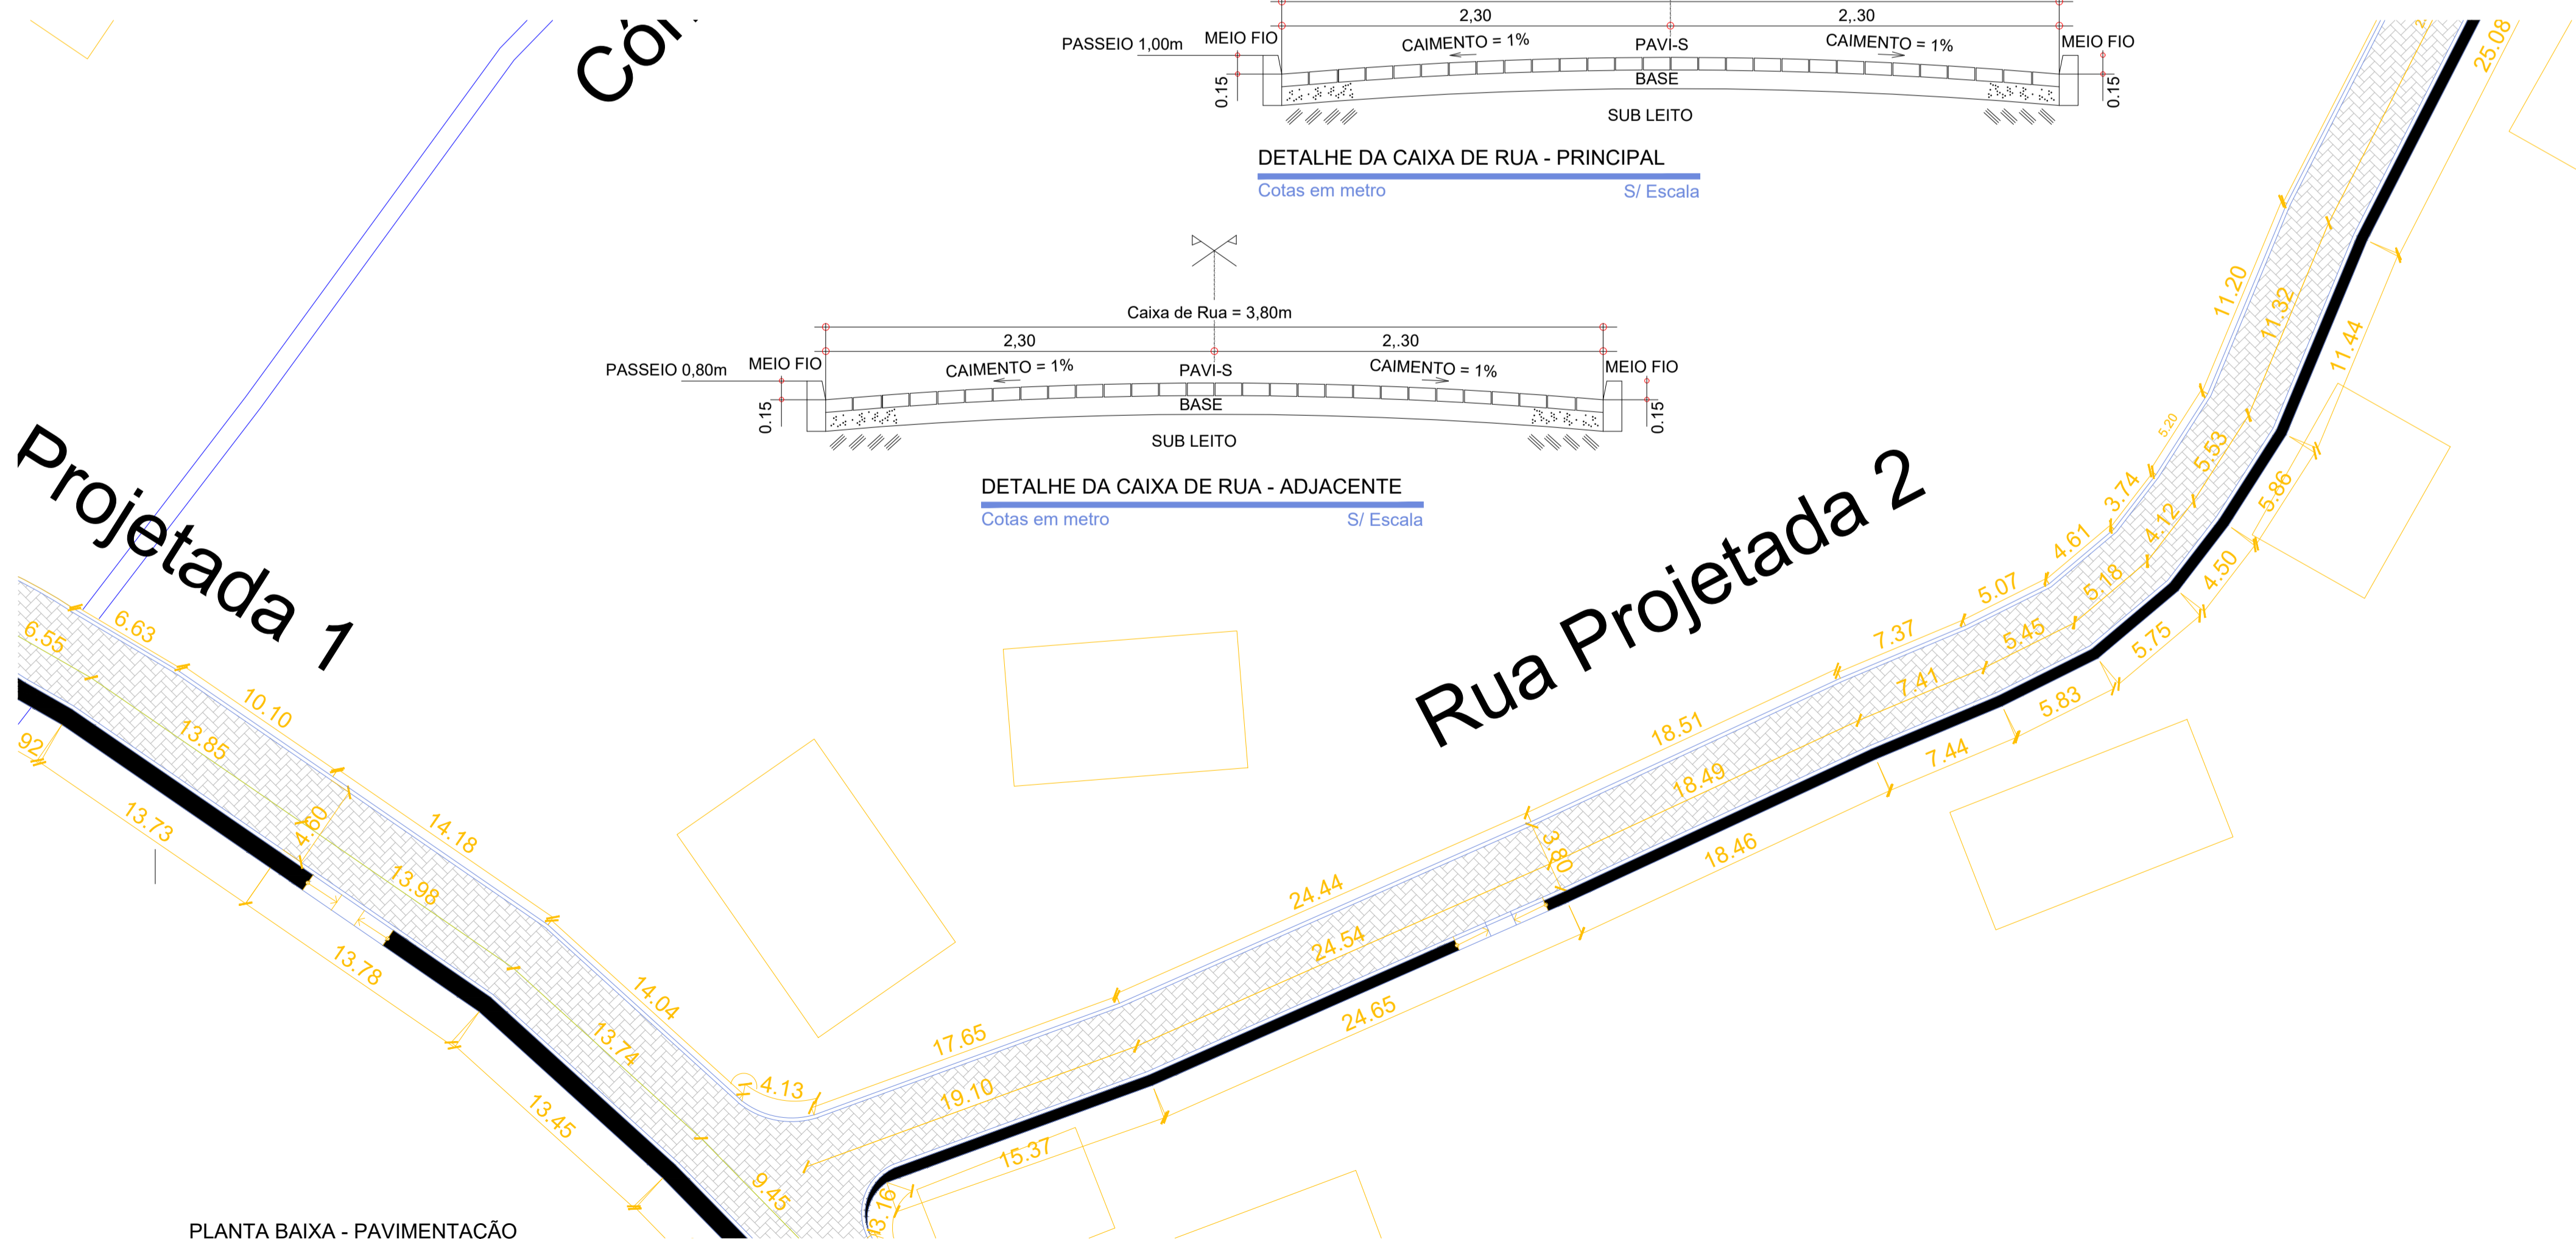 2,30
2,.30
PASSEIO 1,00m
MEIO FIO
CAIMENTO = 1%
PAVI-S
CAIMENTO = 1%
MEIO FIO
0.15
BASE
0.15
SUB LEITO
DETALHE DA CAIXA DE RUA - PRINCIPAL
Cotas em metro
S/ Escala
Caixa de Rua = 3,80m
2,30
2,.30
PASSEIO 0,80m
MEIO FIO
CAIMENTO = 1%
PAVI-S
CAIMENTO = 1%
MEIO FIO
0.15
BASE
0.15
SUB LEITO
DETALHE DA CAIXA DE RUA - ADJACENTE
Cotas em metro
S/ Escala
Projetada 1
Rua Projetada 2
25.08
11.20
11.32
11.44
5.20
5.53
5.86
3.74
4.12
4.50
4.61
5.18
5.75
5.07
5.45
5.83
7.37
7.41
7.44
18.51
18.49
18.46
3.80
24.44
24.54
24.65
17.65
19.10
15.37
4.13
3.16
6.63
6.55
92
10.10
13.85
13.73
4.60
14.18
13.98
13.78
14.04
13.74
13.45
9.45
PLANTA BAIXA - PAVIMENTAÇÃO